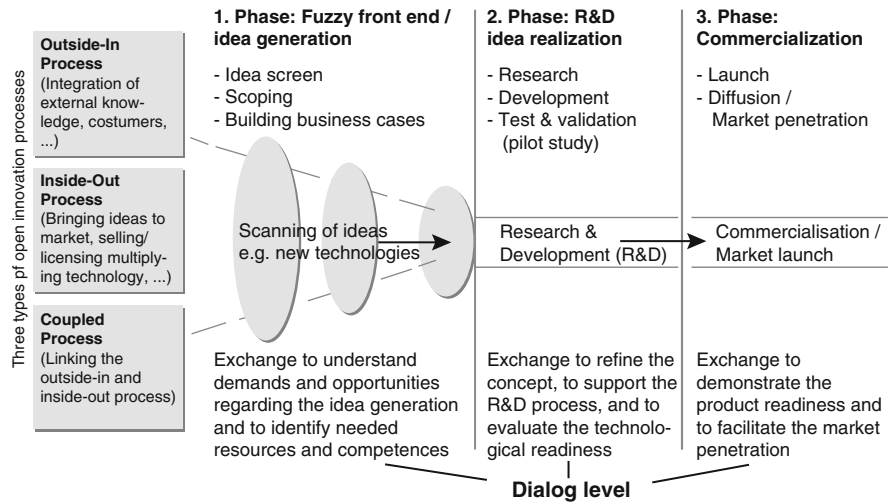 Three types pf open innovation processes
Outside-In
Process
(Integration of
external know-
ledge, costumers,
...)
Inside-Out
Process
(Bringing ideas to
market, selling/
licensing multiply-
ing technology, ...)
Coupled
Process
(Linking the
outside-in and
inside-out process)
1. Phase: Fuzzy front end /
idea generation
- Idea screen
- Scoping
- Building business cases
Scanning of ideas
e.g. new technologies
Exchange to understand
demands and opportunities
regarding the idea generation
and to identify needed
resources and competences
2. Phase: R&D
idea realization
- Research
- Development
- Test & validation
(pilot study)
Research &
Development (R&D)
Exchange to refine the
concept, to support the
R&D process, and to
evaluate the technolo-
gical readiness
3. Phase:
Commercialization
- Launch
- Diffusion /
Market penetration
Commercialisation /
Market launch
Exchange to
demonstrate the
product readiness and
to facilitate the market
penetration
Dialog level